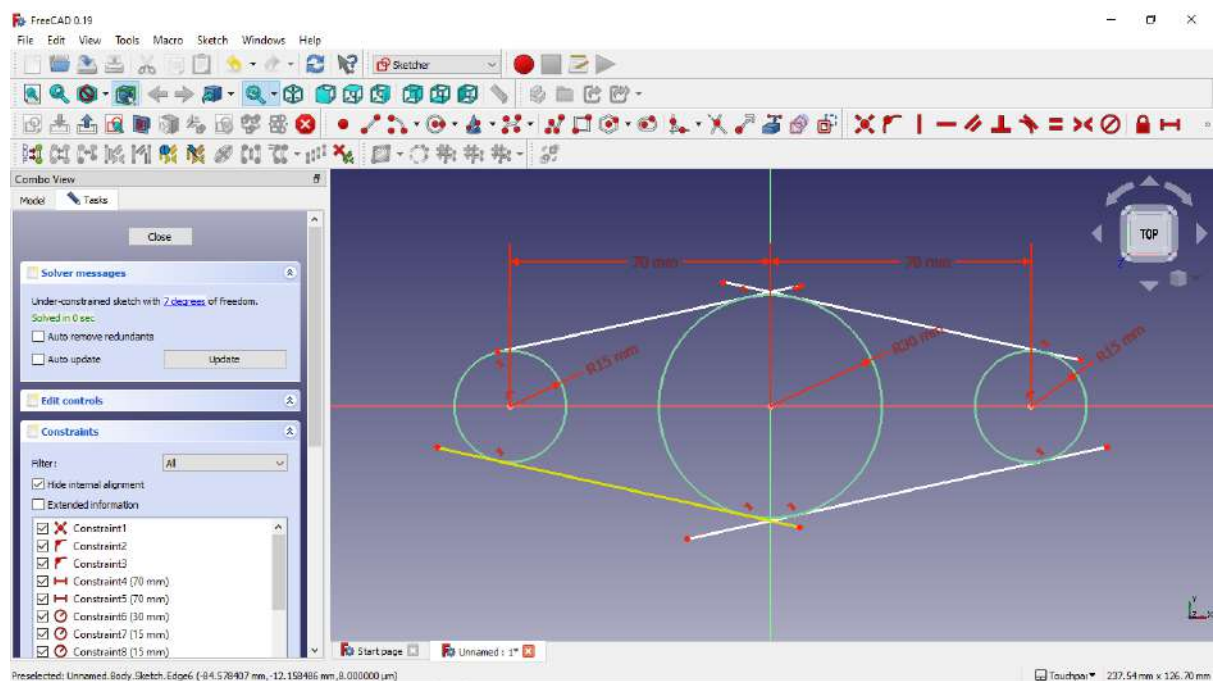 FreeCAD 0.19
File Edit View Tools Macro Sketch Windows Help
Sketcher
Combo View
Model Tasks
Close
Solver messages
Under-constrained sketch with 7 degrees of freedom.
Solved in 0 sec
Auto remove redundants
Auto update Update
Edit controls
Constraints
Filter: All
Hide internal alignment
Extended information
Constraint1
Constraint2
Constraint3
Constraint4 (70 mm)
Constraint5 (70 mm)
Constraint6 (30 mm)
Constraint7 (15 mm)
Constraint8 (15 mm)
70 mm 70 mm
R15 mm R30 mm R15 mm
TOP
Z
Y
Z X
Start page Unnamed : 1*
Preselected: Unnamed.Body.Sketch.Edge6 (-84.578407 mm, -12.158486 mm, 8.000000 µm) Touchpad 237.54 mm x 126.70 mm